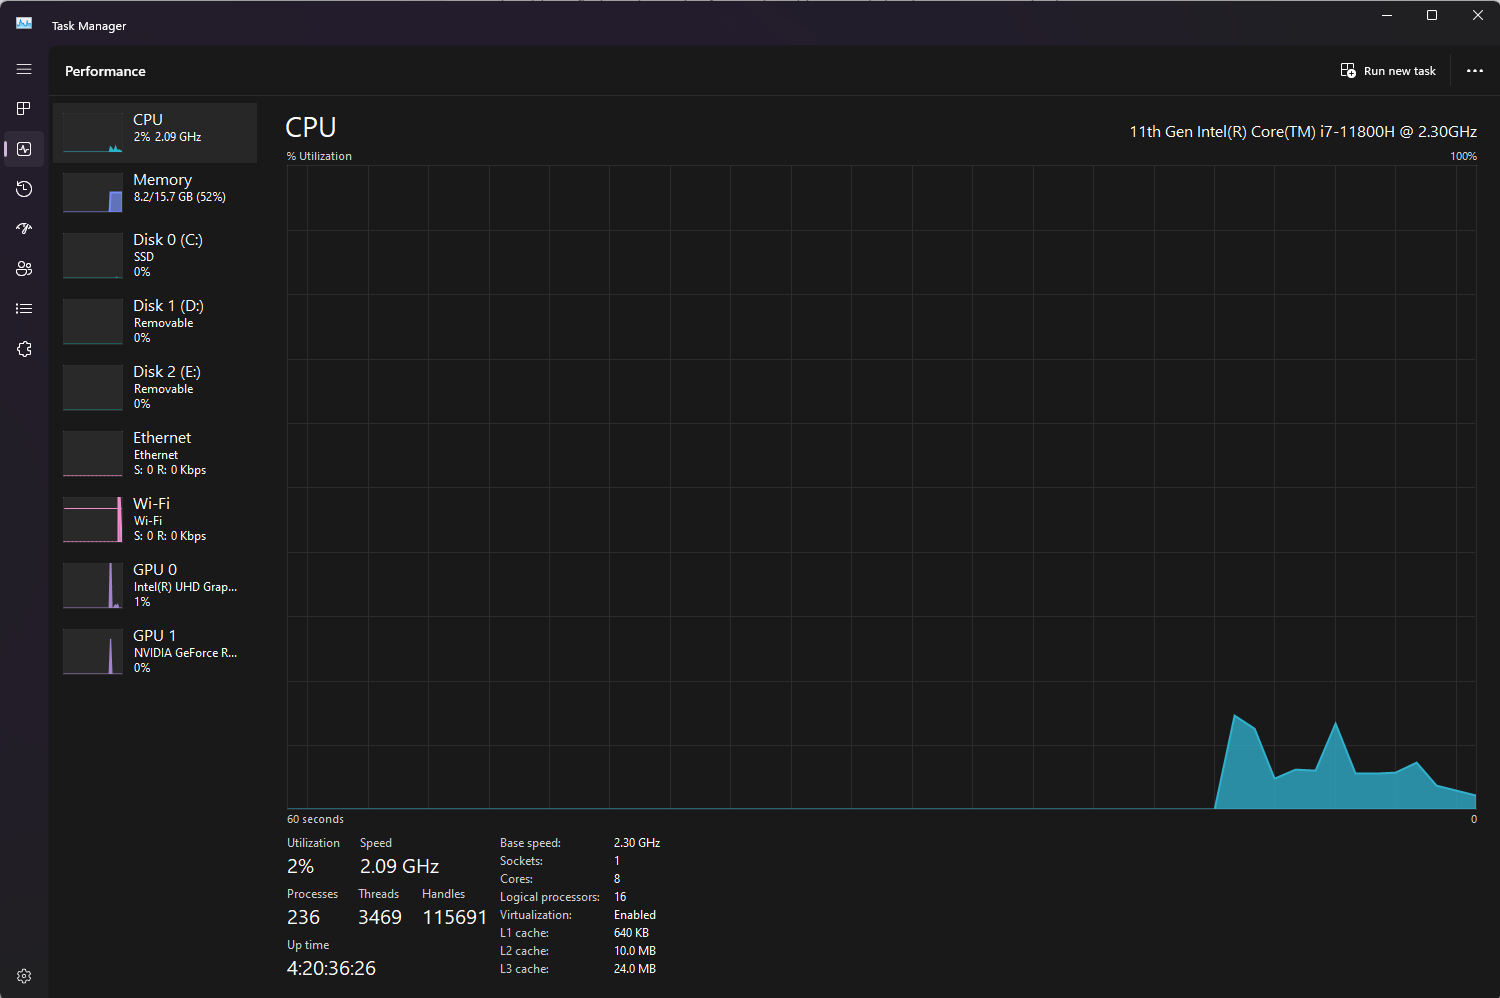 Task Manager
Performance
Run new task
CPU
2% 2.09 GHz
Memory
8.2/15.7 GB (52%)
Disk 0 (C:)
SSD
0%
Disk 1 (D:)
Removable
0%
Disk 2 (E:)
Removable
0%
Ethernet
Ethernet
S: 0 R: 0 Kbps
Wi-Fi
Wi-Fi
S: 0 R: 0 Kbps
GPU 0
Intel(R) UHD Grap...
1%
GPU 1
NVIDIA GeForce R...
0%
CPU
11th Gen Intel(R) Core(TM) i7-11800H @ 2.30GHz
% Utilization
100%
60 seconds
0
Utilization Speed
2% 2.09 GHz
Processes Threads Handles
236 3469 115691
Up time
4:20:36:26
Base speed: 2.30 GHz
Sockets: 1
Cores: 8
Logical processors: 16
Virtualization: Enabled
L1 cache: 640 KB
L2 cache: 10.0 MB
L3 cache: 24.0 MB